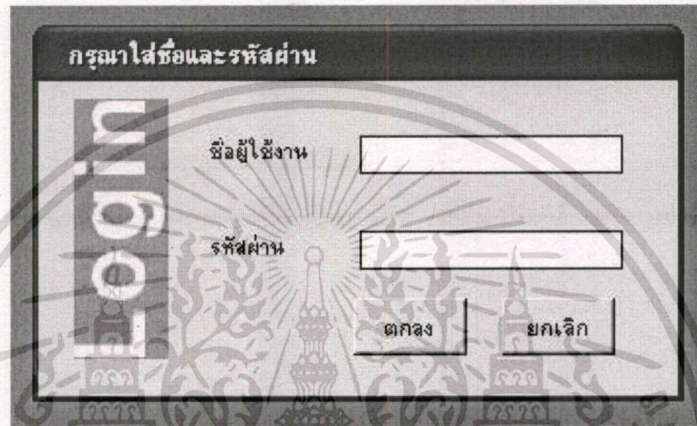 กรุณาใส่ชื่อและรหัสผ่าน
Login
ชื่อผู้ใช้งาน
รหัสผ่าน
ตกลง
ยกเลิก